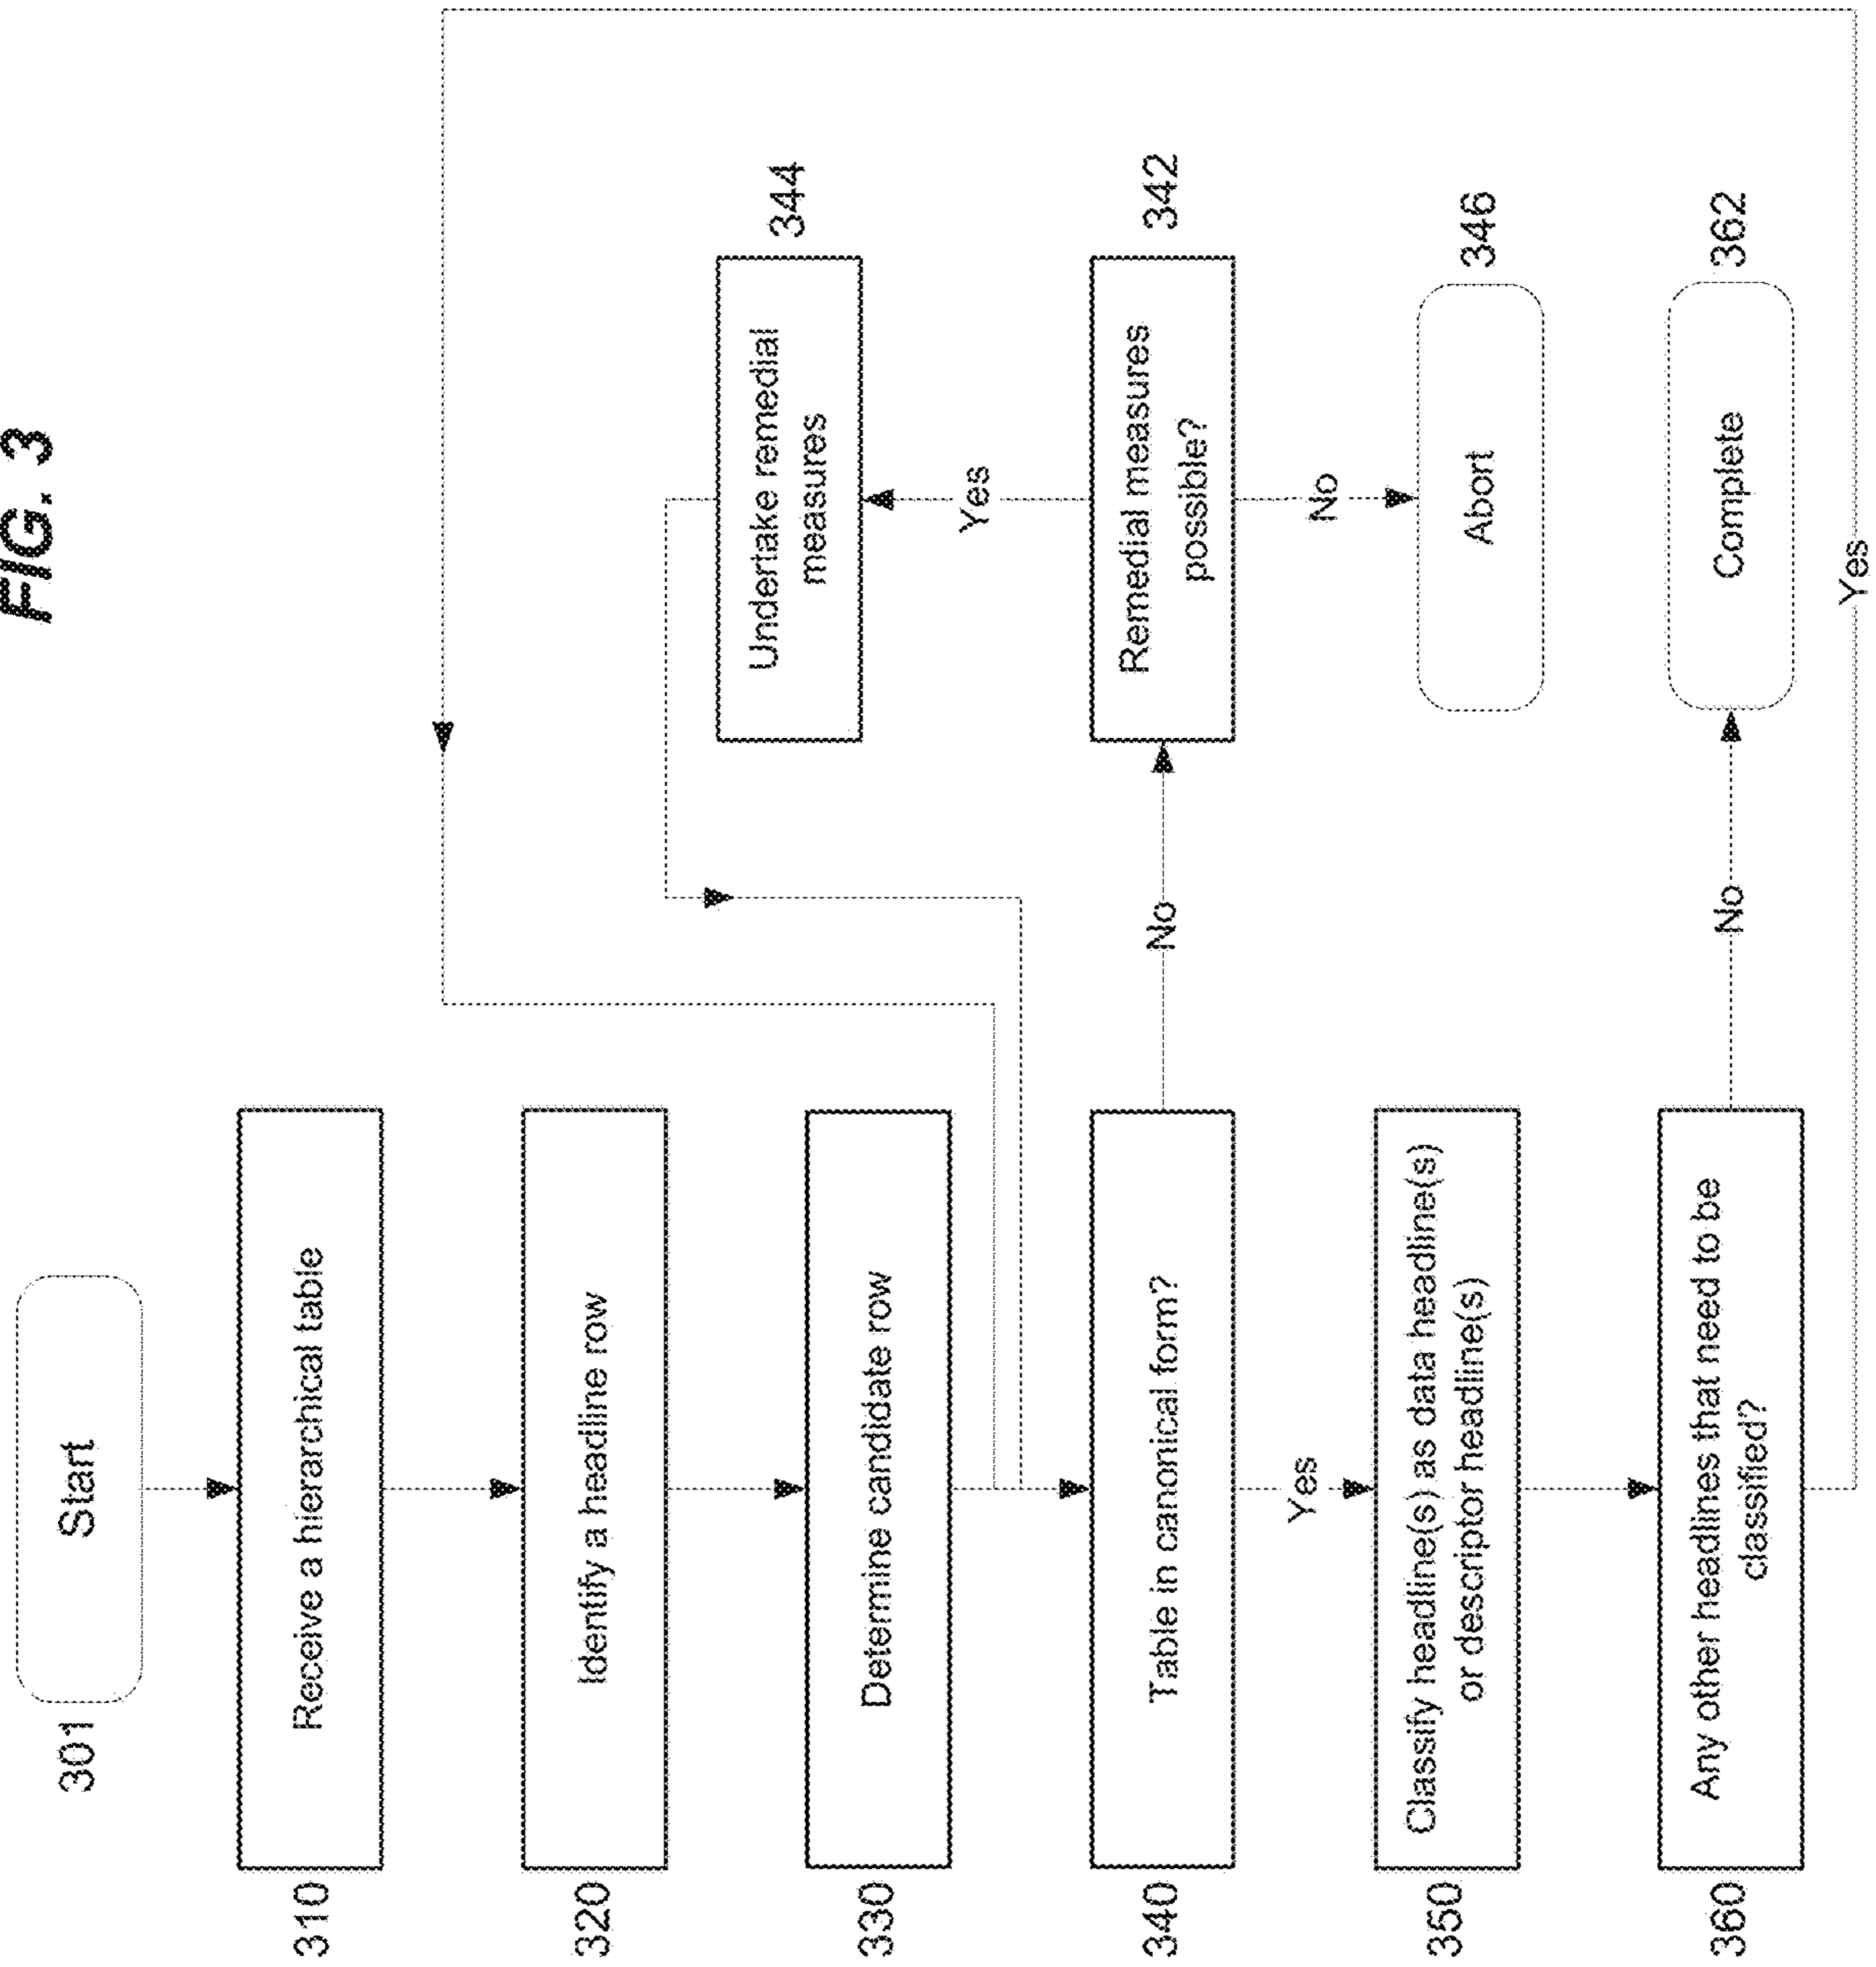 FIG. 3
301
Start
310
Receive a hierarchical table
320
Identify a headline row
330
Determine candidate row
340
Table in canonical form?
No
Yes
Remedial measures
possible?
342
Yes
Undertake remedial
measures
344
No
Abort
346
350
Classify headline(s) as data headline(s)
or descriptor headline(s)
360
Any other headlines that need to be
classified?
No
Complete
362
Yes